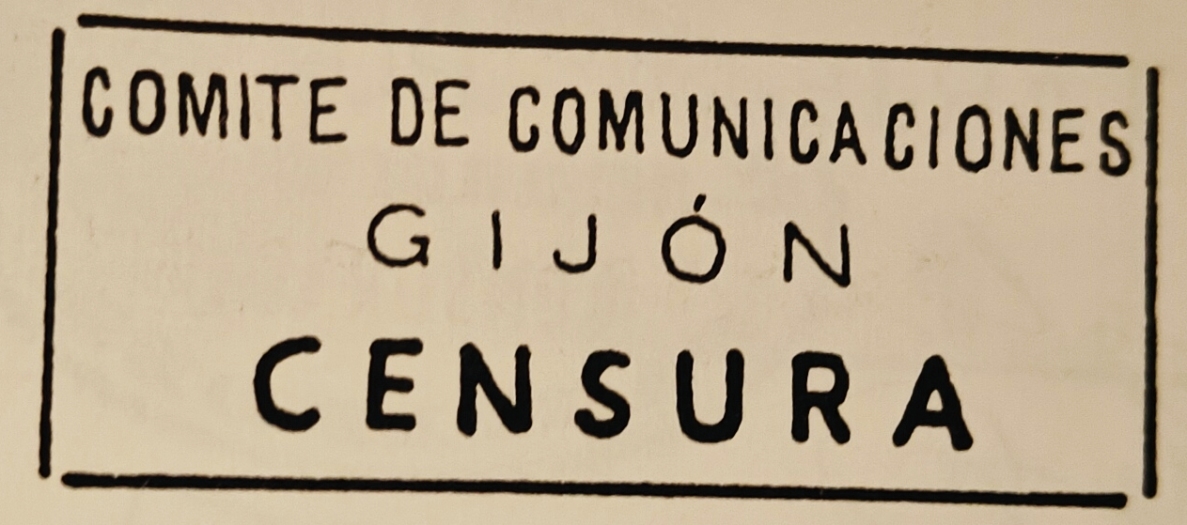 COMITE DE COMUNICACIONES
GIJÓN
CENSURA